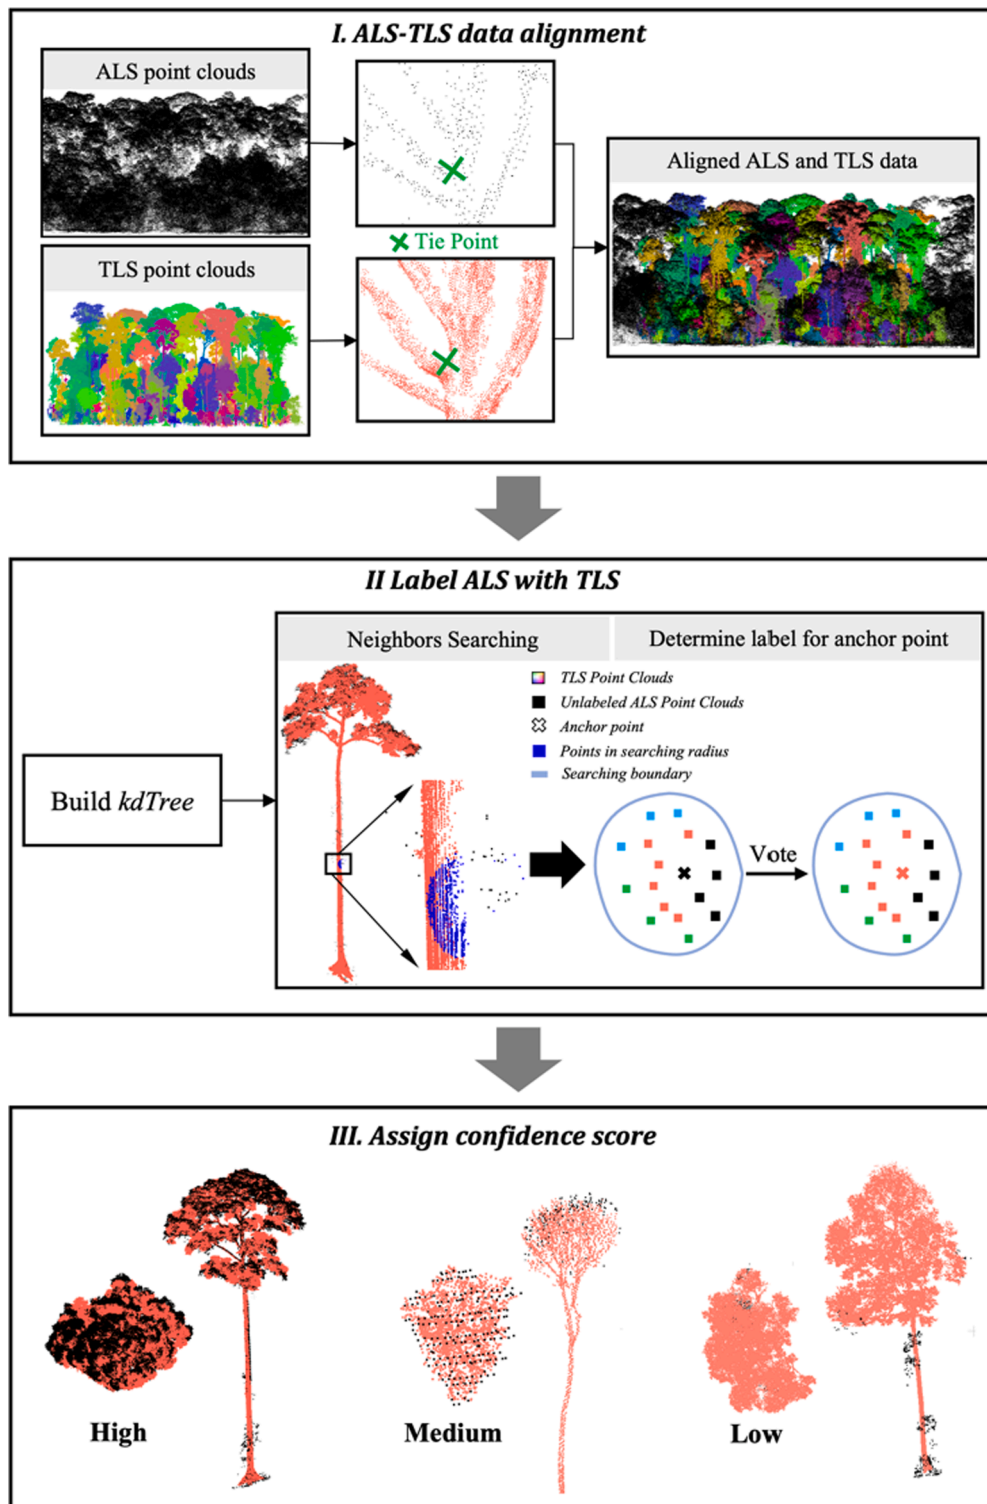 I. ALS-TLS data alignment
ALS point clouds
Tie Point
TLS point clouds
Aligned ALS and TLS data
II Label ALS with TLS
Build kdTree
Neighbors Searching
Determine label for anchor point
TLS Point Clouds
Unlabeled ALS Point Clouds
Anchor point
Points in searching radius
Searching boundary
Vote
III. Assign confidence score
High
Medium
Low